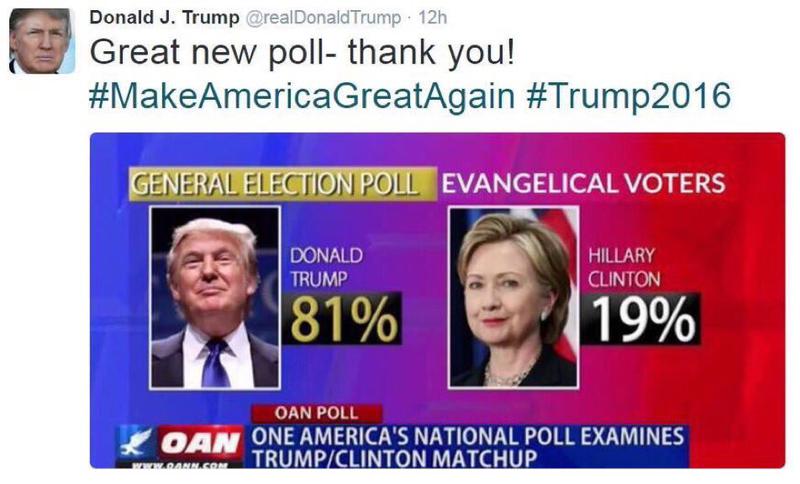 Donald J. Trump @realDonaldTrump · 12h
Great new poll- thank you!
#MakeAmericaGreatAgain #Trump2016
GENERAL ELECTION POLL EVANGELICAL VOTERS
DONALD
TRUMP
81%
HILLARY
CLINTON
19%
OAN POLL
OAN ONE AMERICA'S NATIONAL POLL EXAMINES
WWW.OANN.COM TRUMP/CLINTON MATCHUP